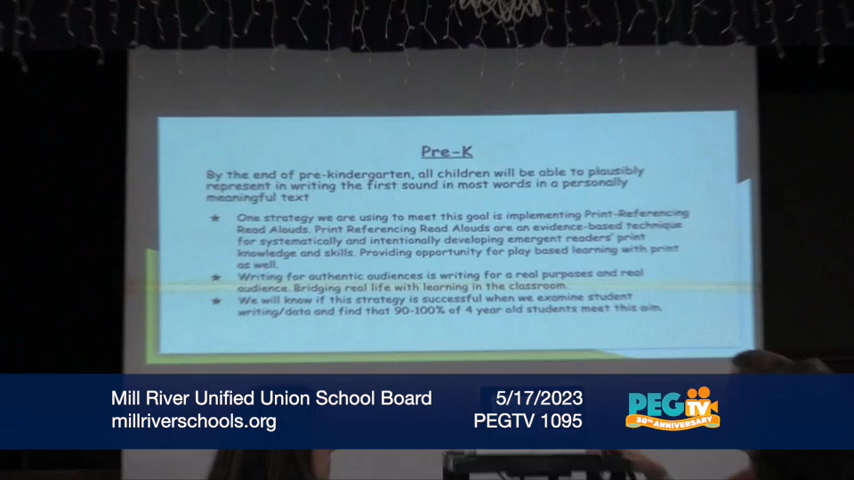 Pre-K
By the end of pre-kindergarten, all children will be able to plausibly
represent in writing the first sound in most words in a personally
meaningful text
★ One strategy we are using to meet this goal is implementing Print-Referencing
Read Alouds. Print Referencing Read Alouds are an evidence-based technique
for systematically and intentionally developing emergent readers' print
knowledge and skills. Providing opportunity for play based learning with print
as well.
★ Writing for authentic audiences is writing for a real purposes and real
audience. Bridging real life with learning in the classroom.
★ We will know if this strategy is successful when we examine student
writing/data and find that 90-100% of 4 year old students meet this aim.
Mill River Unified Union School Board
5/17/2023
millriverschools.org
PEGTV 1095
PEGTV
30TH ANNIVERSARY